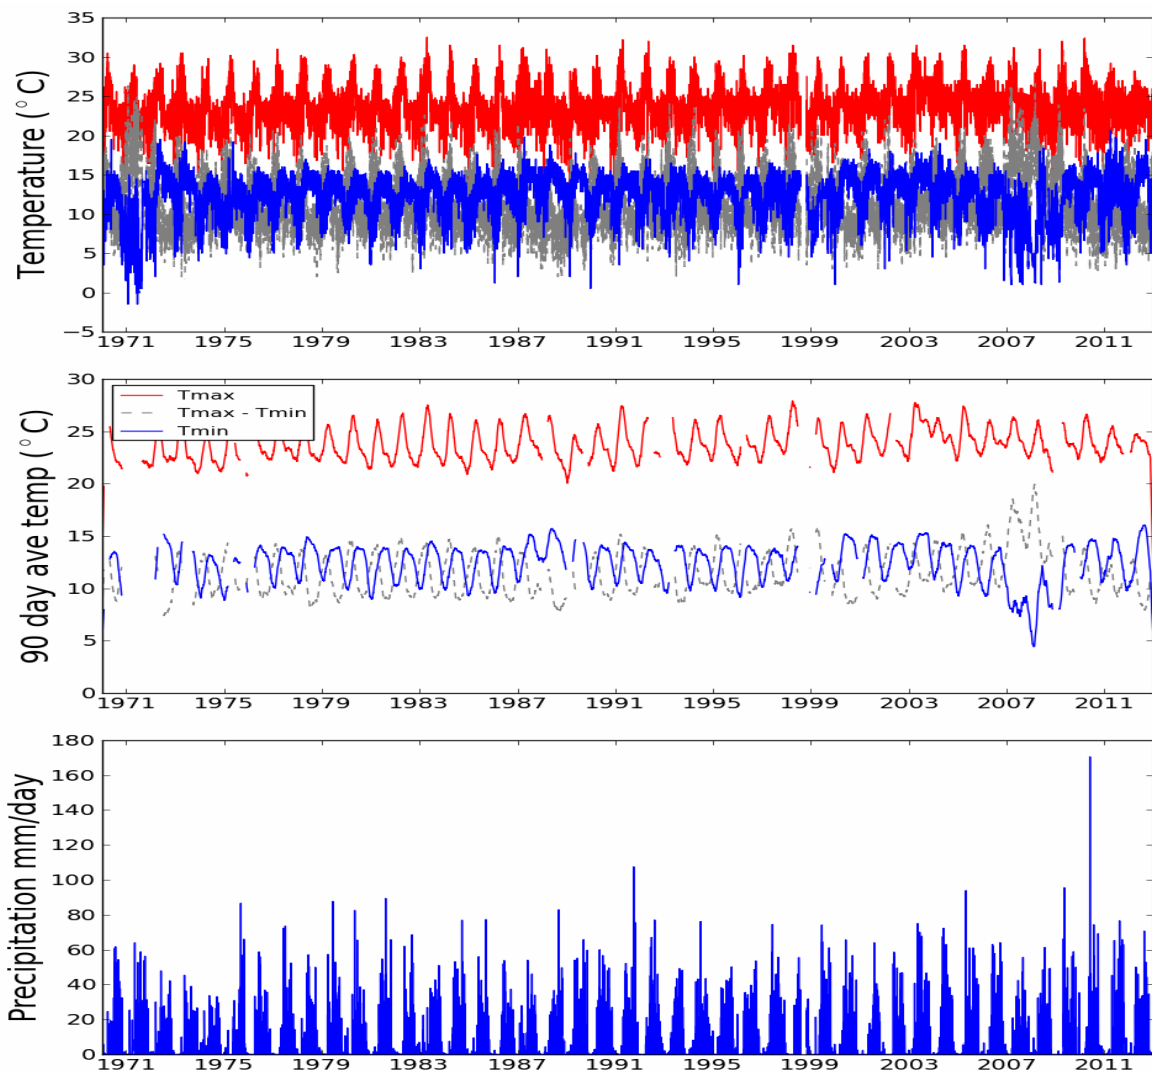 Temperature (°C)
35
30
25
20
15
10
5
0
−5
1971 1975 1979 1983 1987 1991 1995 1999 2003 2007 2011
90 day ave temp (°C)
30
25
20
15
10
5
0
Tmax
Tmax - Tmin
Tmin
1971 1975 1979 1983 1987 1991 1995 1999 2003 2007 2011
Precipitation mm/day
180
160
140
120
100
80
60
40
20
0
1971 1975 1979 1983 1987 1991 1995 1999 2003 2007 2011